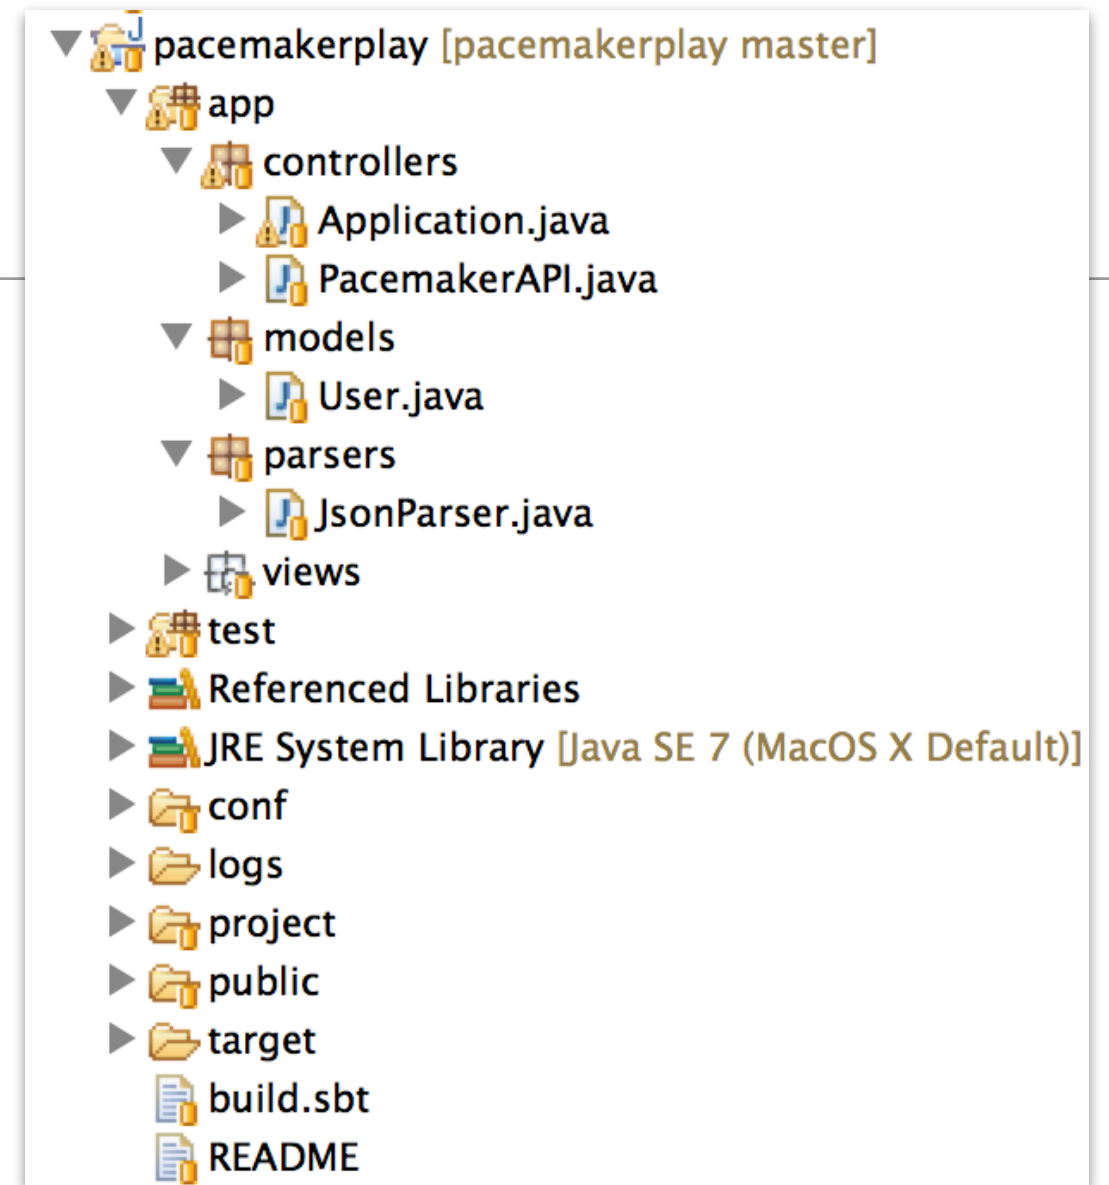 pacemakerplay [pacemakerplay master]
app
controllers
Application.java
PacemakerAPI.java
models
User.java
parsers
JsonParser.java
views
test
Referenced Libraries
JRE System Library [Java SE 7 (MacOS X Default)]
conf
logs
project
public
target
build.sbt
README